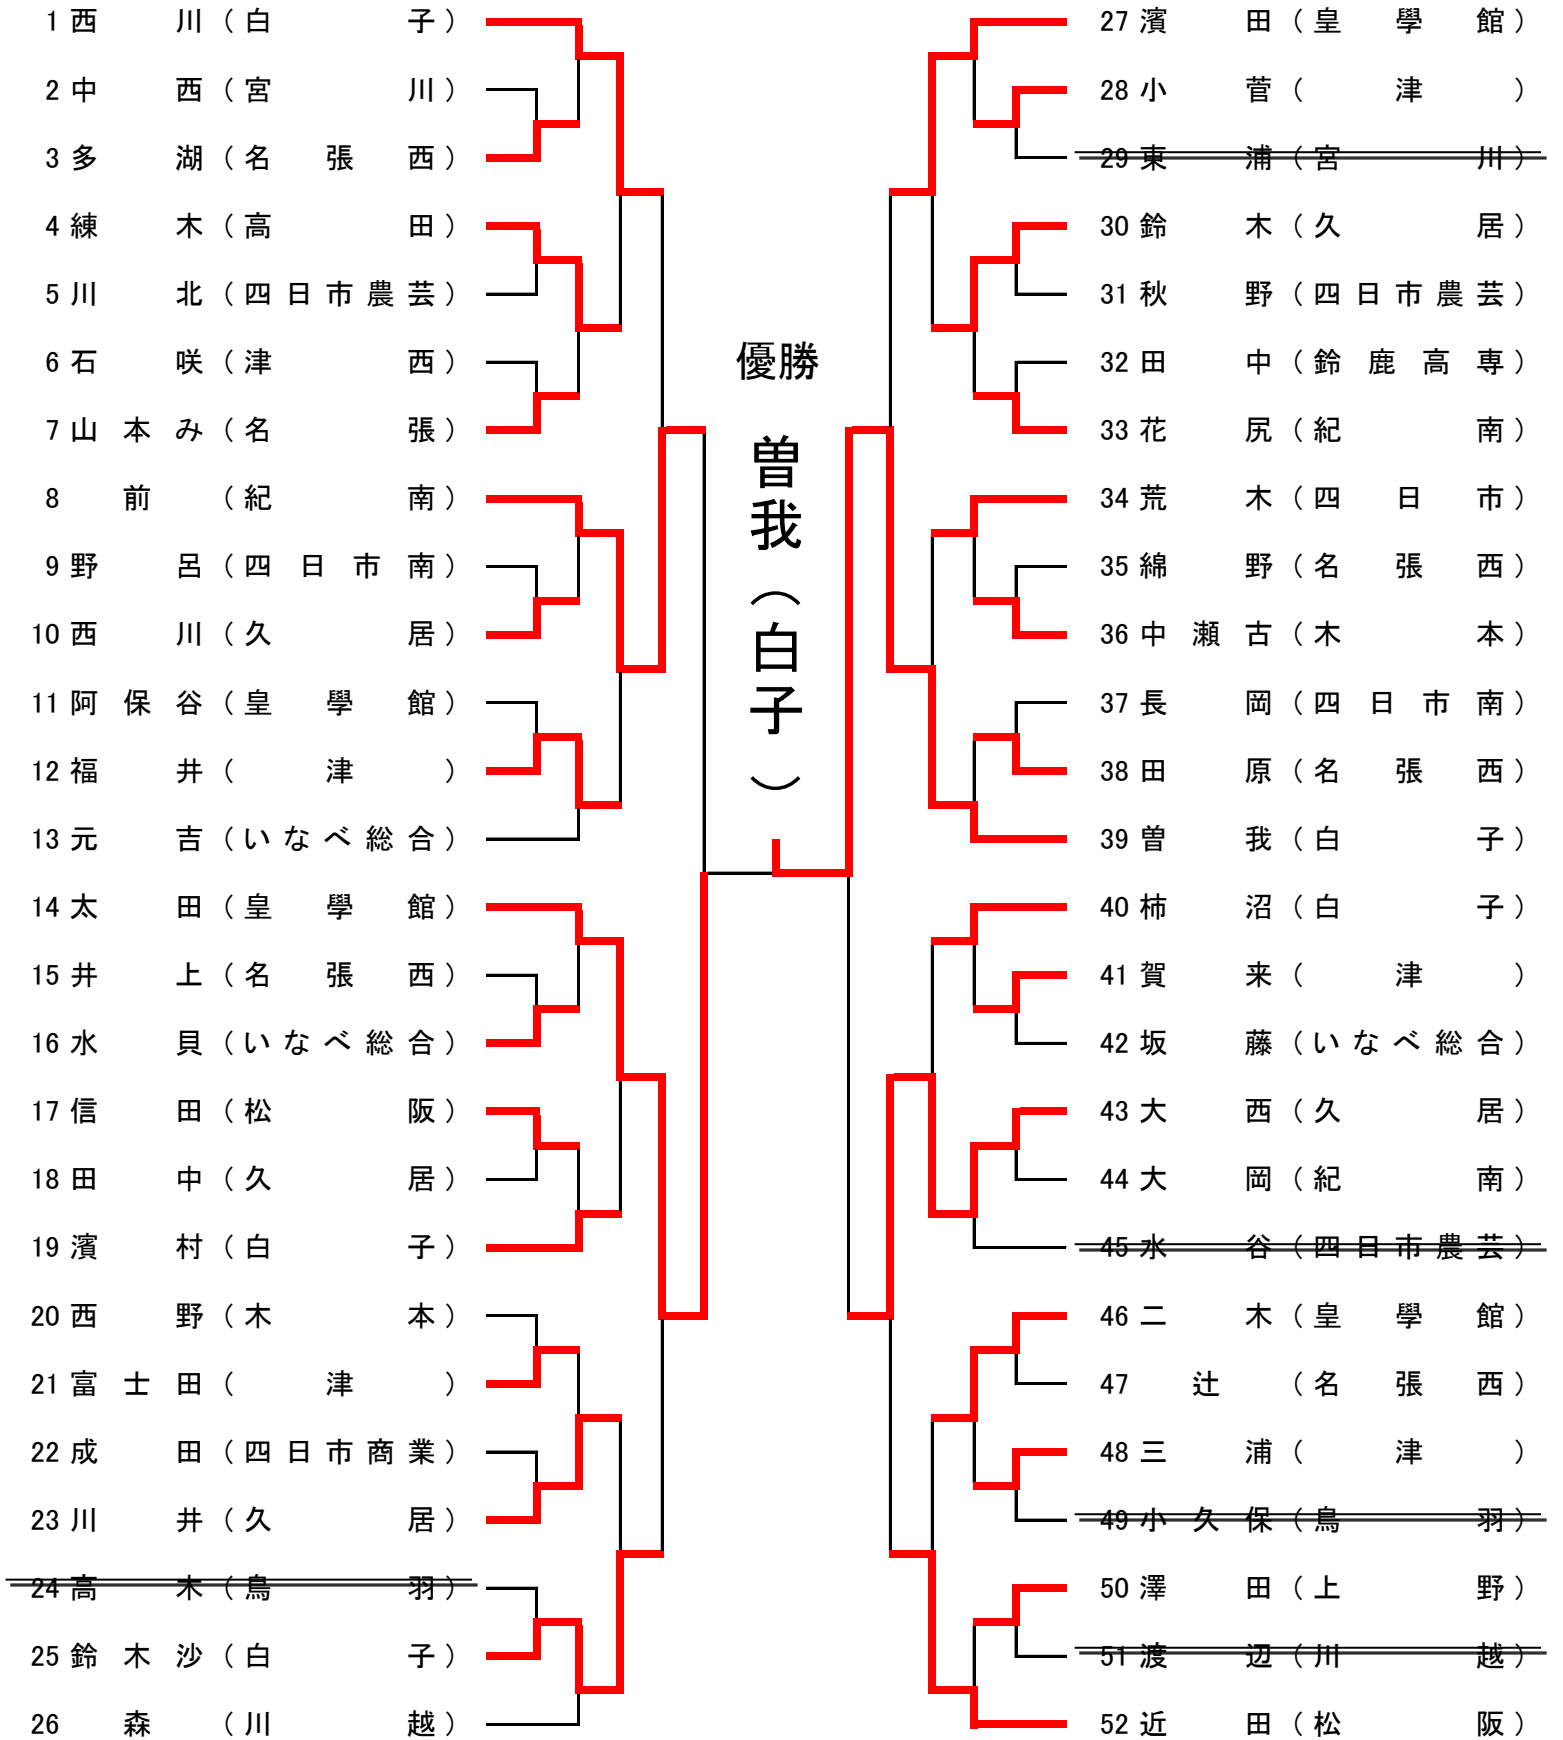 1 西川（白子）
2 中西（宮川）
3 多湖（名張西）
4 練木（高田）
5 川北（四日市農芸）
6 石咲（津西）
7 山本み（名張）
8 前（紀南）
9 野呂（四日市南）
10 西川（久居）
11 阿保谷（皇學館）
12 福井（津）
13 元吉（いなべ総合）
14 太田（皇學館）
15 井上（名張西）
16 水貝（いなべ総合）
17 信田（松阪）
18 田中（久居）
19 濱村（白子）
20 西野（木本）
21 富士田（津）
22 成田（四日市商業）
23 川井（久居）
24 高木（鳥羽）
25 鈴木沙（白子）
26 森（川越）
優勝
曽我（白子）
27 濱田（皇學館）
28 小菅（津）
29 東浦（宮川）
30 鈴木（久居）
31 秋野（四日市農芸）
32 田中（鈴鹿高専）
33 花尻（紀南）
34 荒木（四日市）
35 綿野（名張西）
36 中瀬古（木本）
37 長岡（四日市南）
38 田原（名張西）
39 曽我（白子）
40 柿沼（白子）
41 賀来（津）
42 坂藤（いなべ総合）
43 大西（久居）
44 大岡（紀南）
45 水谷（四日市農芸）
46 二木（皇學館）
47 辻（名張西）
48 三浦（津）
49 小久保（鳥羽）
50 澤田（上野）
51 渡辺（川越）
52 近田（松阪）